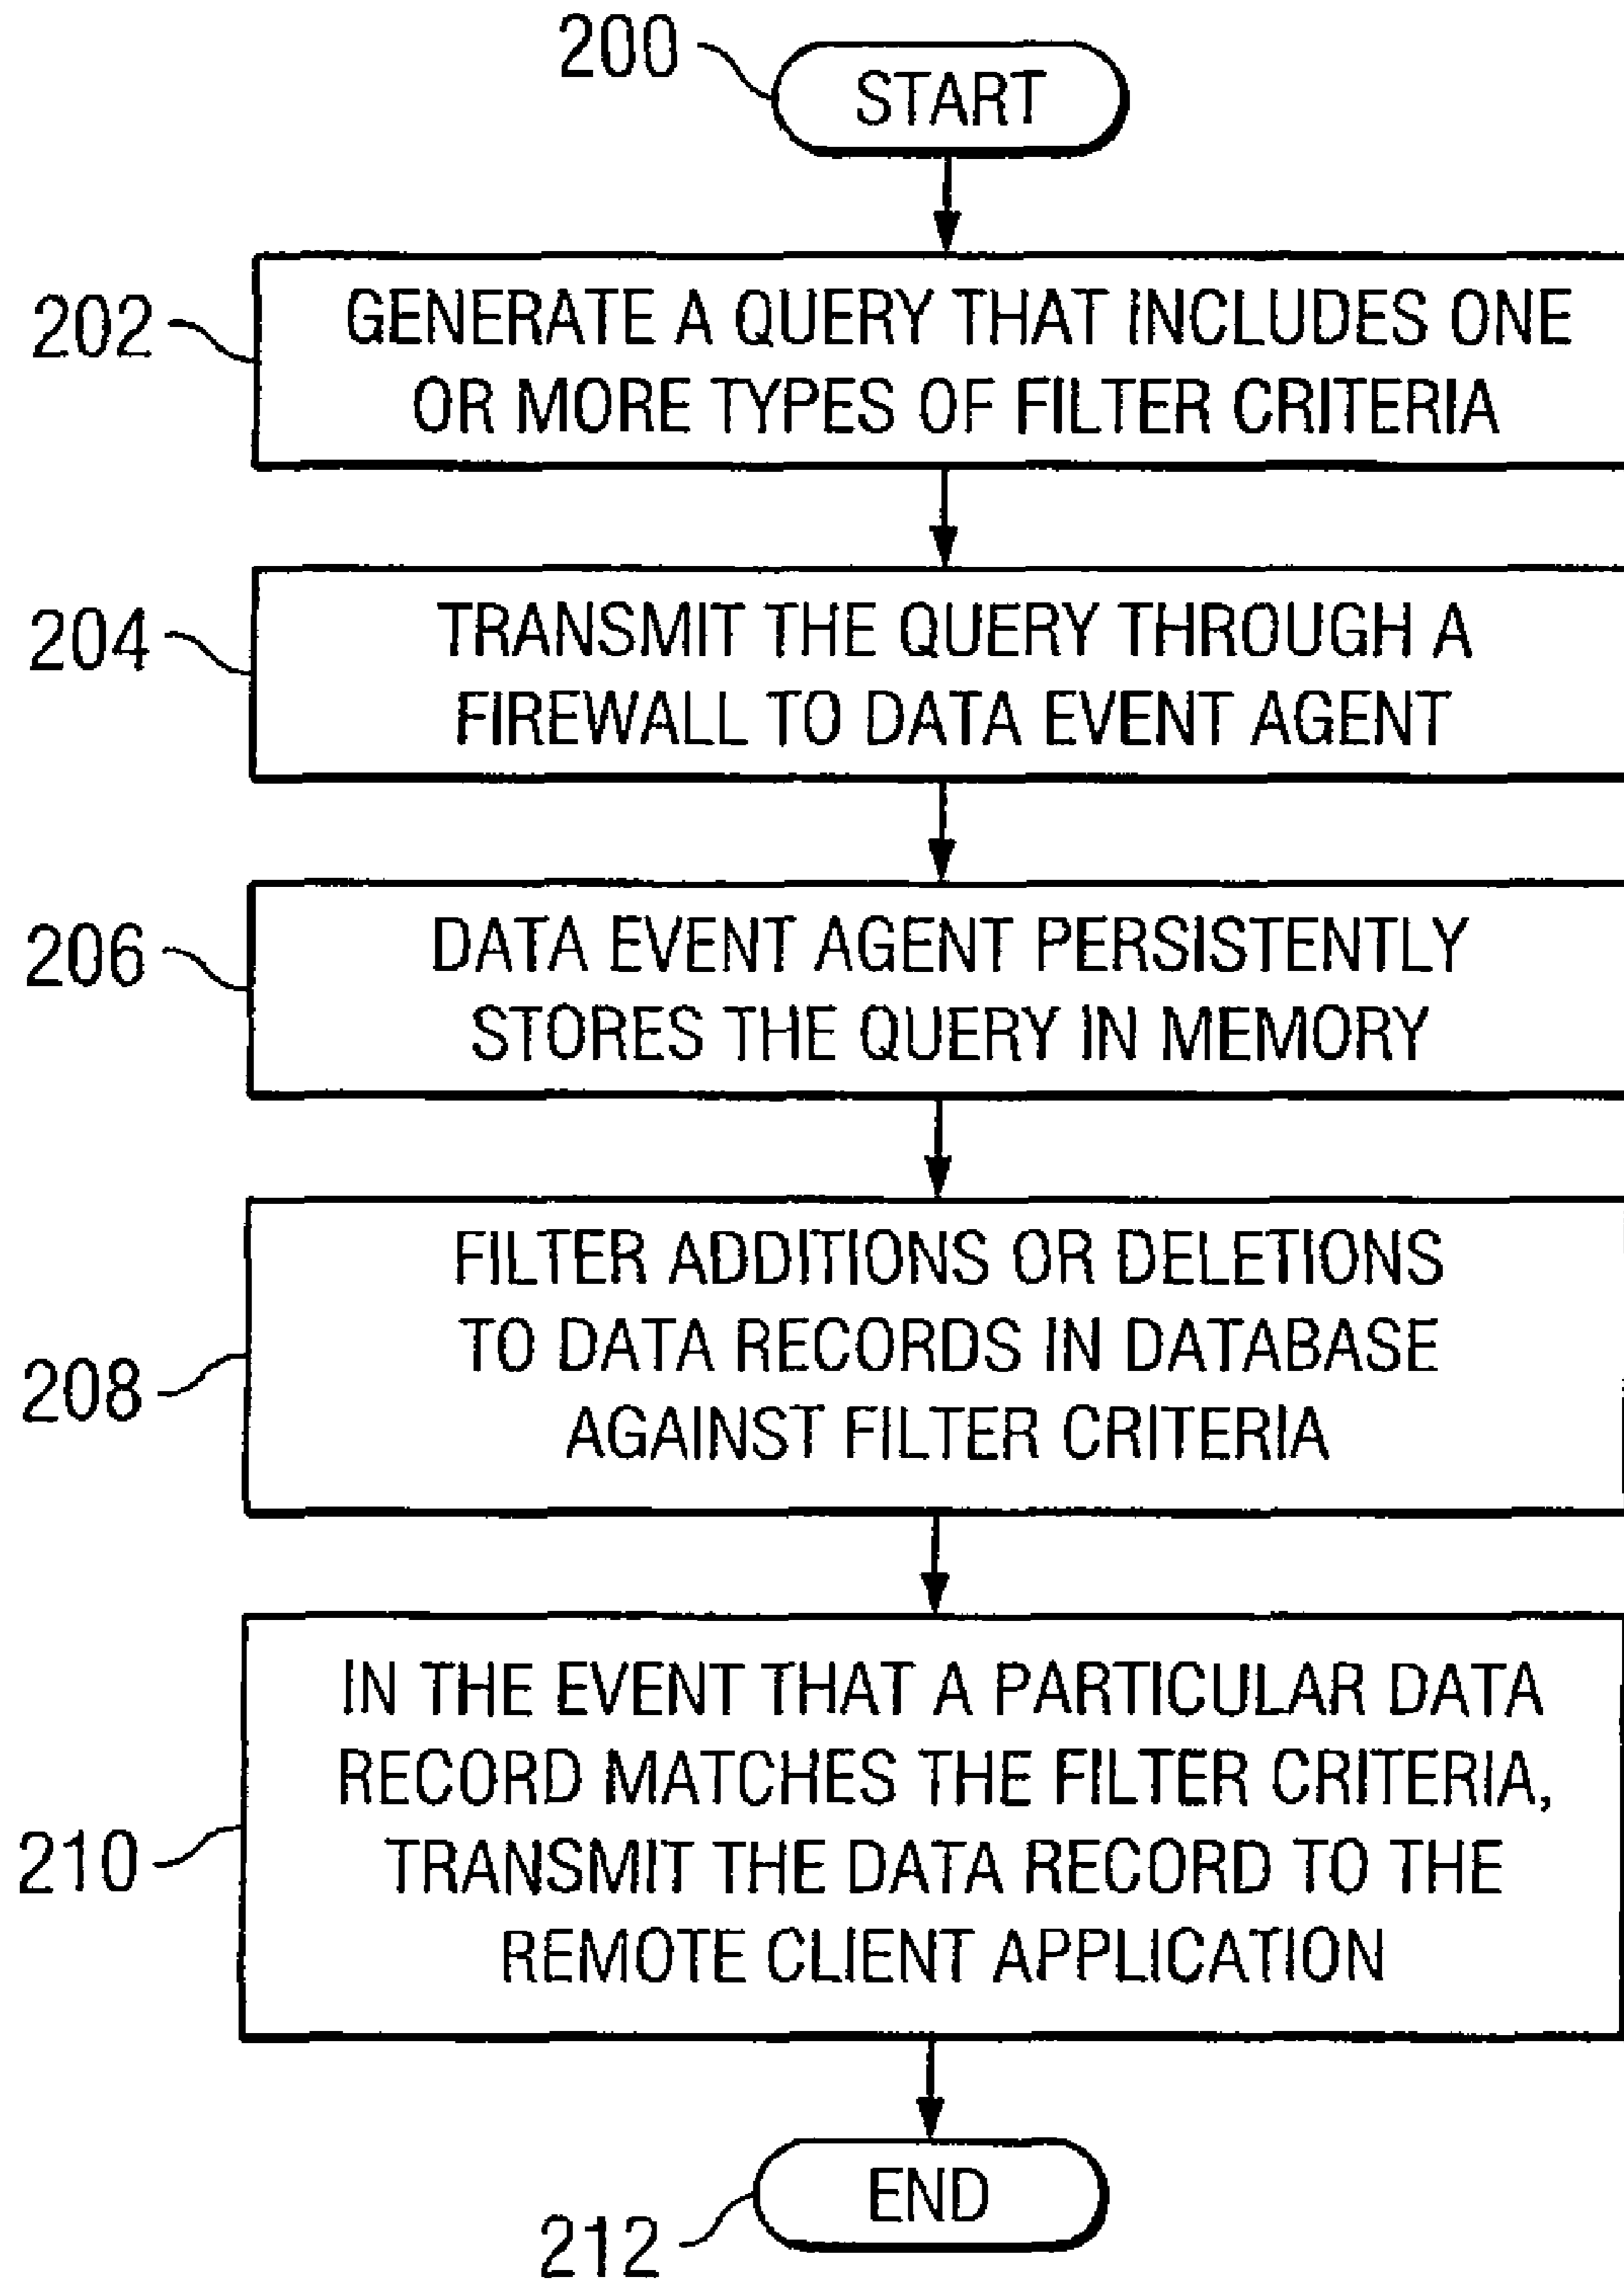 200
START
202
GENERATE A QUERY THAT INCLUDES ONE
OR MORE TYPES OF FILTER CRITERIA
204
TRANSMIT THE QUERY THROUGH A
FIREWALL TO DATA EVENT AGENT
206
DATA EVENT AGENT PERSISTENTLY
STORES THE QUERY IN MEMORY
208
FILTER ADDITIONS OR DELETIONS
TO DATA RECORDS IN DATABASE
AGAINST FILTER CRITERIA
210
IN THE EVENT THAT A PARTICULAR DATA
RECORD MATCHES THE FILTER CRITERIA,
TRANSMIT THE DATA RECORD TO THE
REMOTE CLIENT APPLICATION
212
END